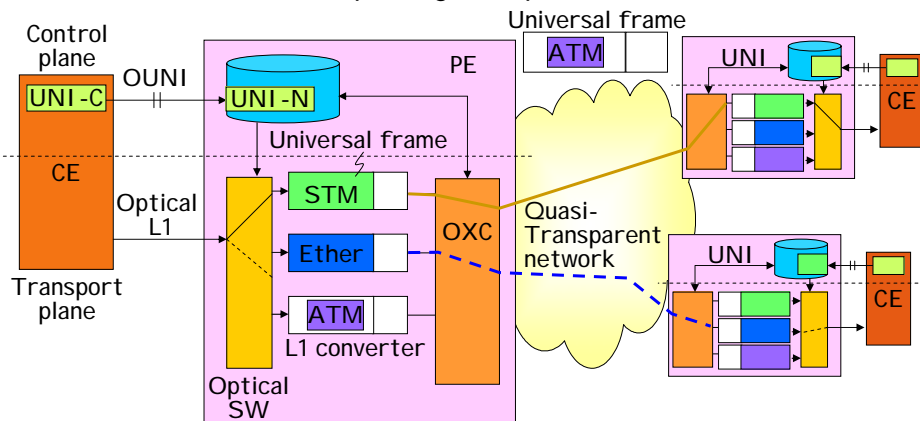 Universal frame
Control
plane
OUNI
PE
ATM
UNI
UNI-C
UNI-N
CE
CE
Universal frame
STM
Optical
L1
OXC
Quasi-
Transparent
network
Ether
UNI
CE
Transport
plane
ATM
L1 converter
Optical
SW